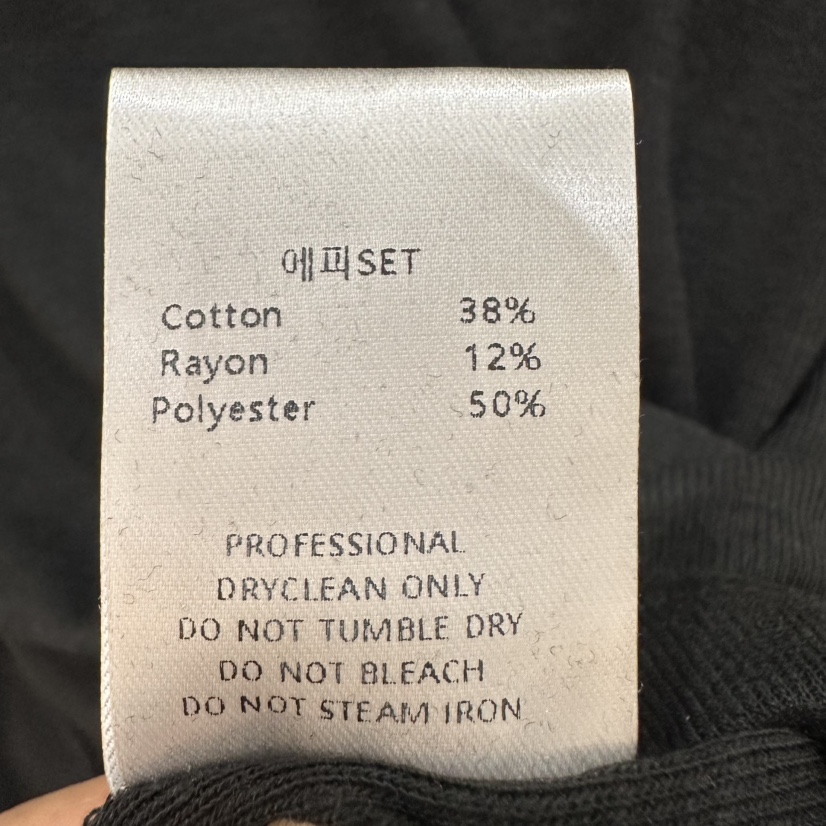 에피SET
Cotton 38%
Rayon 12%
Polyester 50%
PROFESSIONAL
DRYCLEAN ONLY
DO NOT TUMBLE DRY
DO NOT BLEACH
DO NOT STEAM IRON